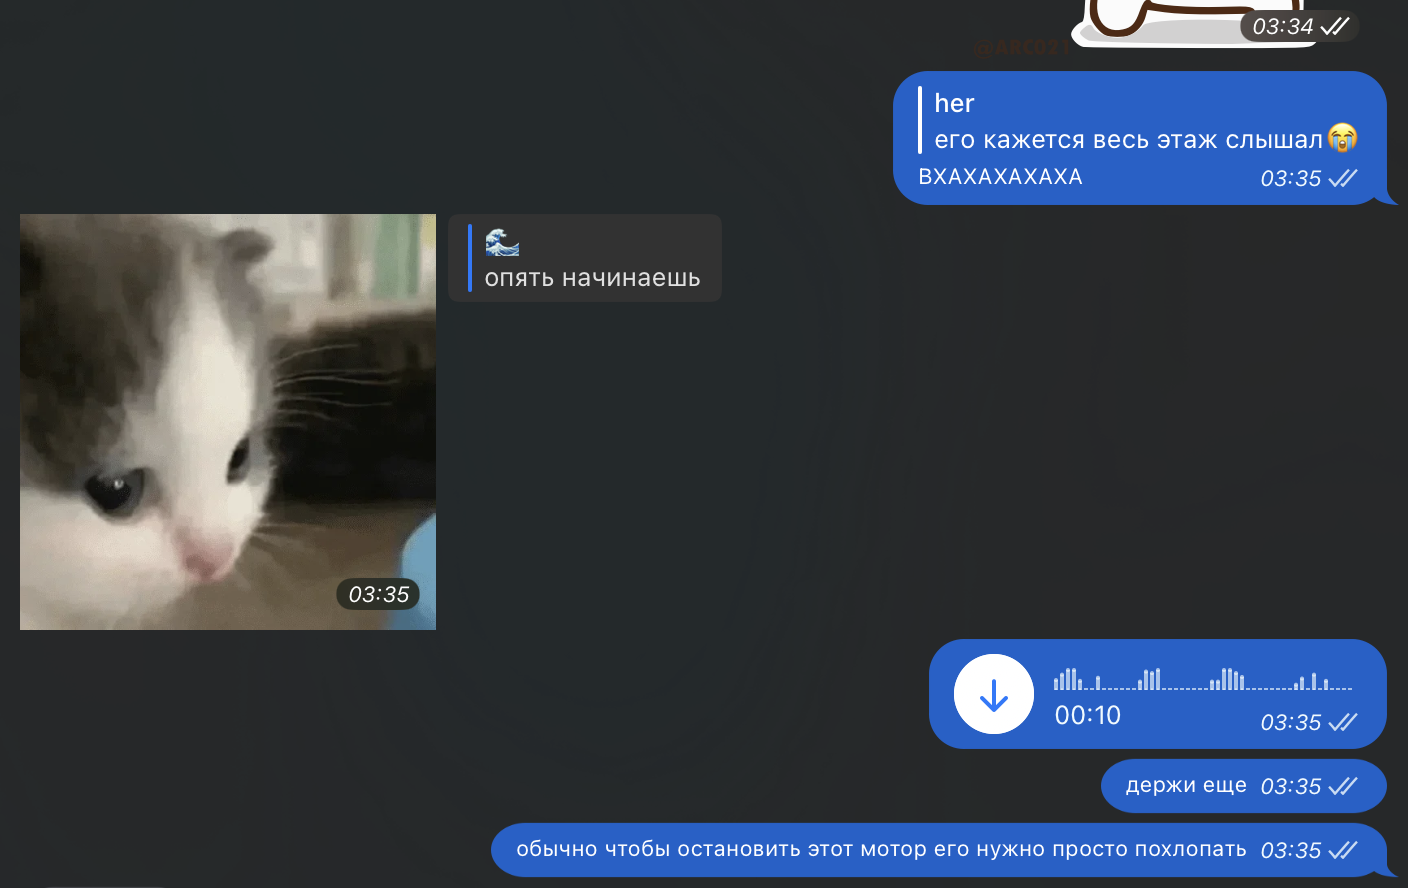 @ARC021
03:34
her
его кажется весь этаж слышал😭
ВХАХАХАХАХА 03:35
🌊
опять начинаешь
03:35
00:10 03:35
держи еще 03:35
обычно чтобы остановить этот мотор его нужно просто похлопать 03:35